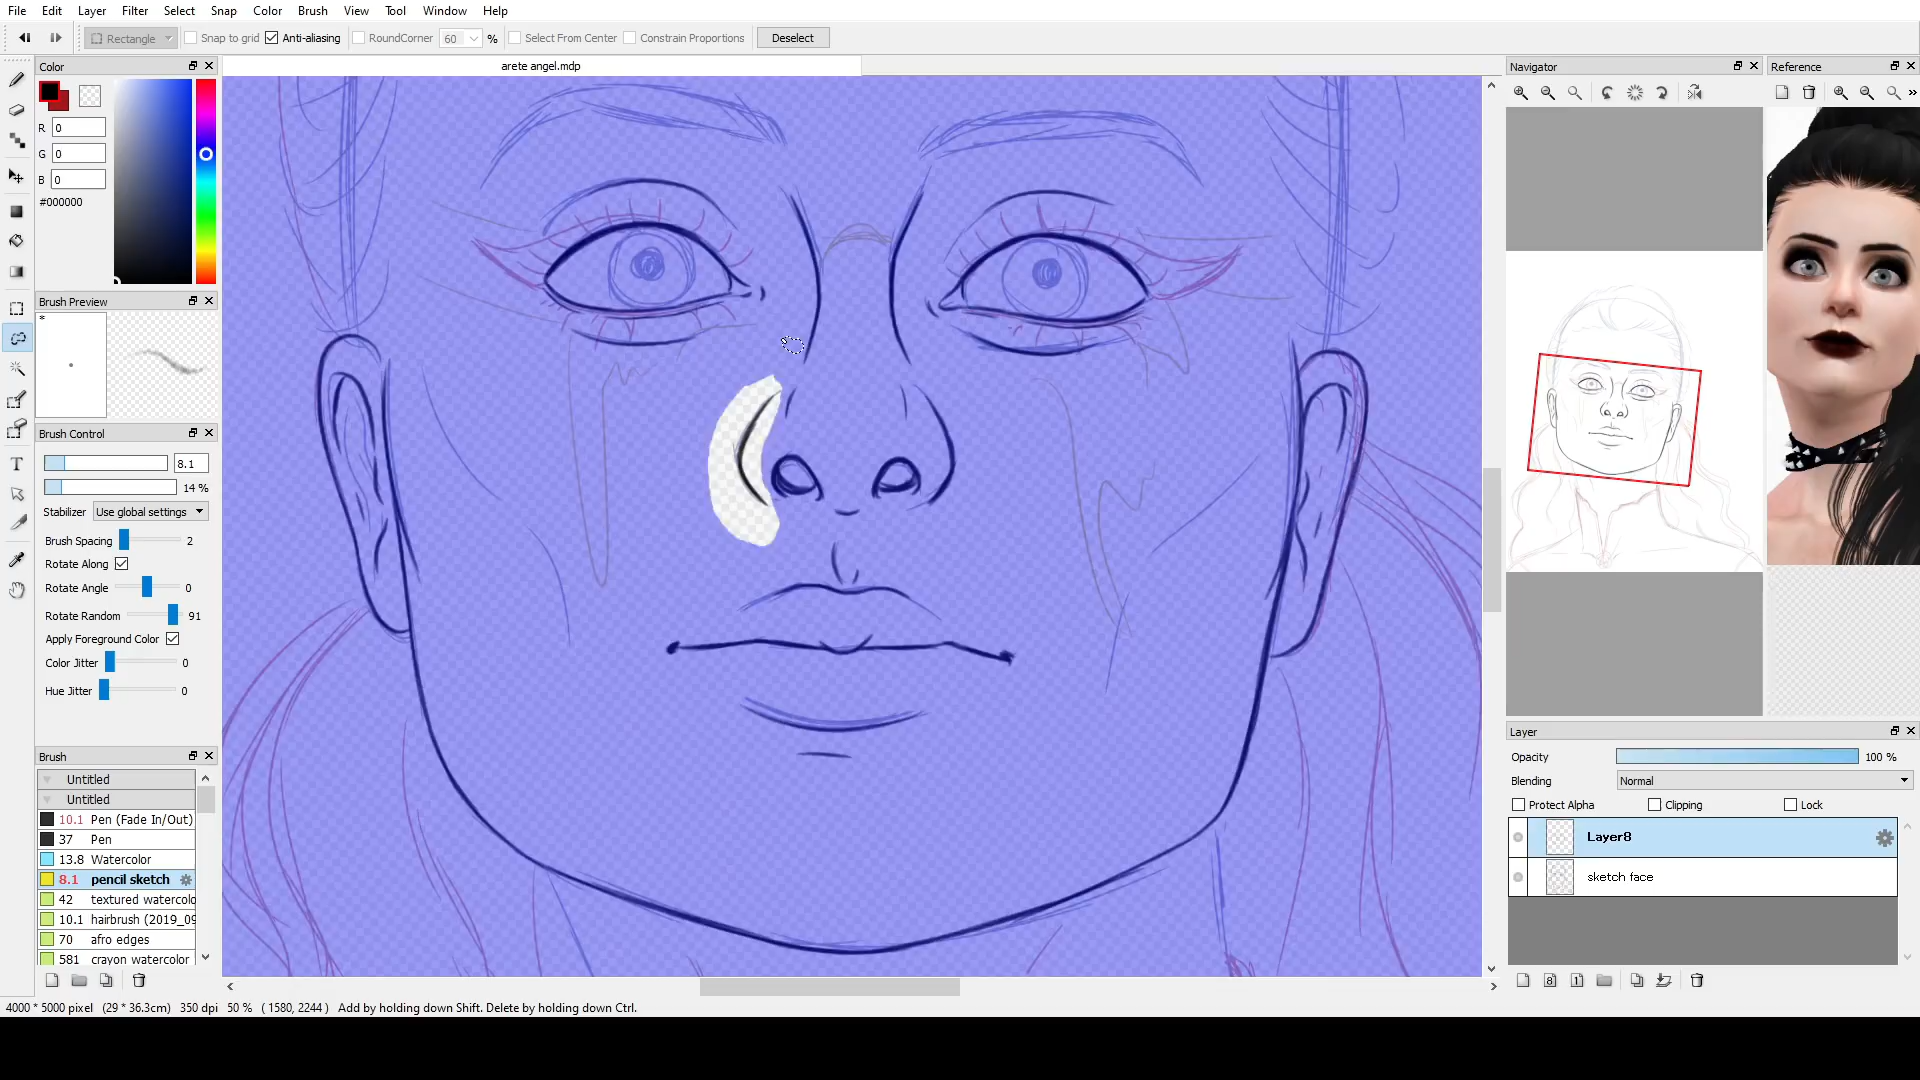 File Edit Layer Filter Select Snap Color Brush View Tool Window Help
Rectangle Snap to grid Anti-aliasing RoundCorner 60 % Select From Center Constrain Proportions Deselect
Color
arete angel.mdp
Navigator
Reference
R 0
G 0
B 0
#000000
Brush Preview
*
Brush Control
8.1
14 %
Stabilizer Use global settings
Brush Spacing 2
Rotate Along
Rotate Angle 0
Rotate Random 91
Apply Foreground Color
Color Jitter 0
Hue Jitter 0
Brush
Untitled
Untitled
10.1 Pen (Fade In/Out)
37 Pen
13.8 Watercolor
8.1 pencil sketch
42 textured watercolo
10.1 hairbrush (2019_09
70 afro edges
581 crayon watercolor
Layer
Opacity 100 %
Blending Normal
Protect Alpha Clipping Lock
Layer8
sketch face
4000 * 5000 pixel (29 * 36.3cm) 350 dpi 50 % ( 1580, 2244 ) Add by holding down Shift. Delete by holding down Ctrl.